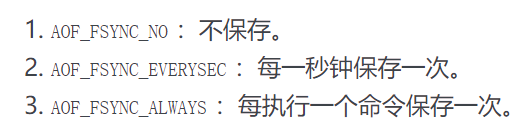 1. AOF_FSYNC_NO ：不保存。
2. AOF_FSYNC_EVERYSEC ：每一秒钟保存一次。
3. AOF_FSYNC_ALWAYS ：每执行一个命令保存一次。